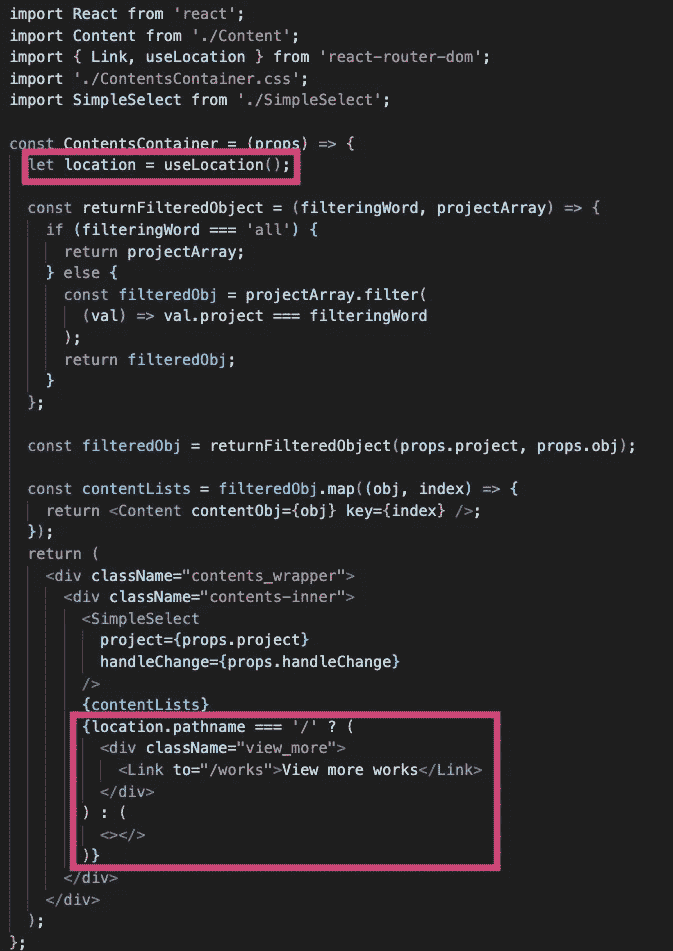 import React from 'react';
import Content from './Content';
import { Link, useLocation } from 'react-router-dom';
import './ContentsContainer.css';
import SimpleSelect from './SimpleSelect';

const ContentsContainer = (props) => {
  let location = useLocation();

  const returnFilteredObject = (filteringWord, projectArray) => {
    if (filteringWord === 'all') {
      return projectArray;
    } else {
      const filteredObj = projectArray.filter(
        (val) => val.project === filteringWord
      );
      return filteredObj;
    }
  };

  const filteredObj = returnFilteredObject(props.project, props.obj);

  const contentLists = filteredObj.map((obj, index) => {
    return <Content contentObj={obj} key={index} />;
  });
  return (
    <div className="contents_wrapper">
      <div className="contents-inner">
        <SimpleSelect
          project={props.project}
          handleChange={props.handleChange}
        />
        {contentLists}
        {location.pathname === '/' ? (
          <div className="view_more">
            <Link to="/works">View more works</Link>
          </div>
        ) : (
          <></>
        )}
      </div>
    </div>
  );
};